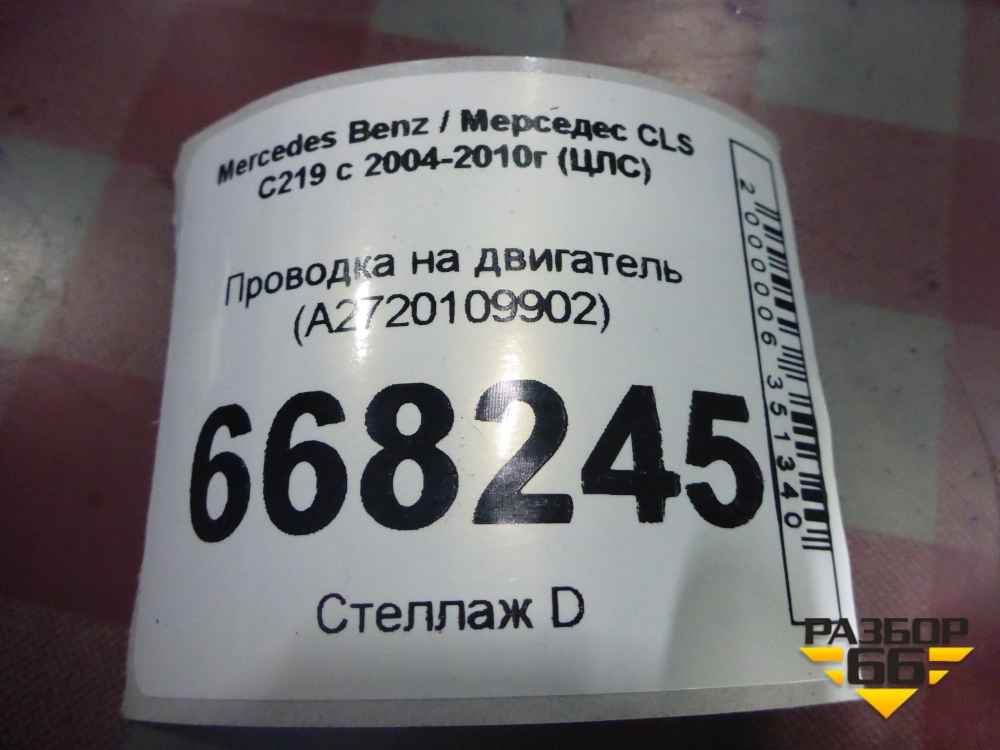 Mercedes Benz / Мерседес CLS
C219 с 2004-2010г (ЦЛС)
Проводка на двигатель
(A2720109902)
668245
Стеллаж D
2000006351340
РАЗБОР
66